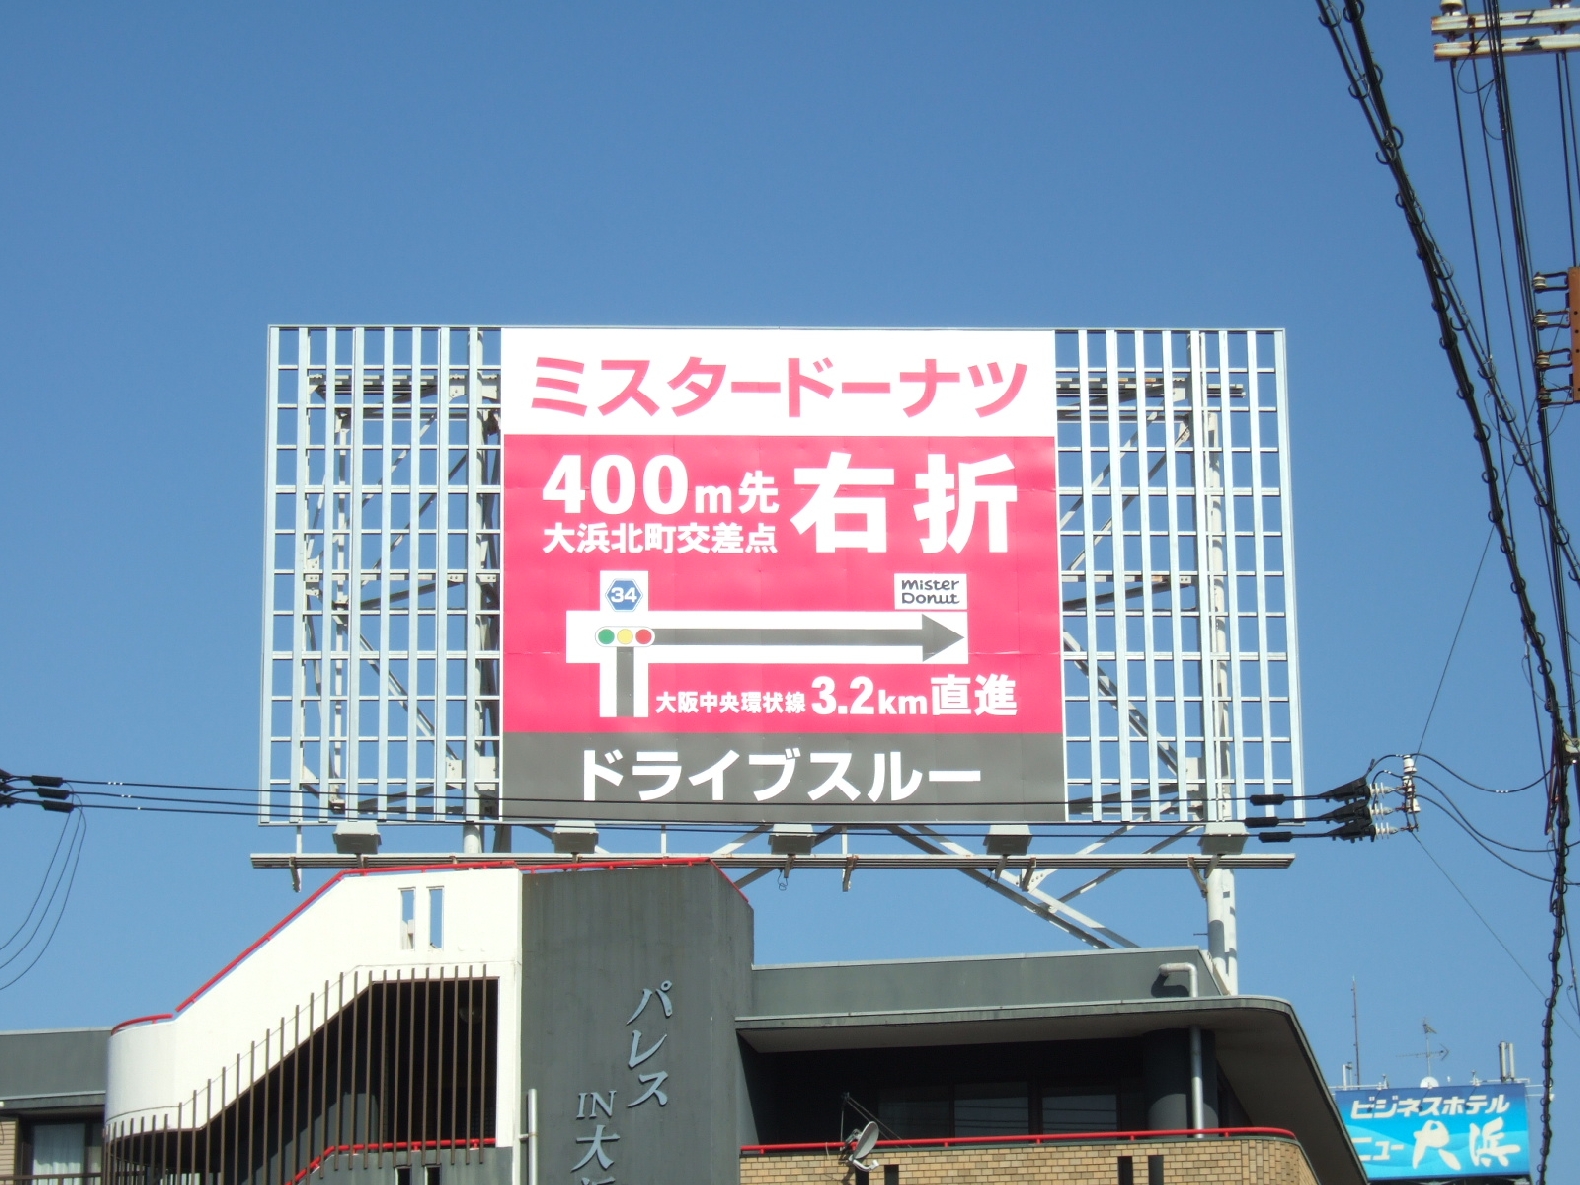 ミスタードーナツ
400m先 右折
大浜北町交差点
34
mister
Donut
大阪中央環状線 3.2km直進
ドライブスルー
パレス
IN大
ビジネスホテル
ニュー大浜